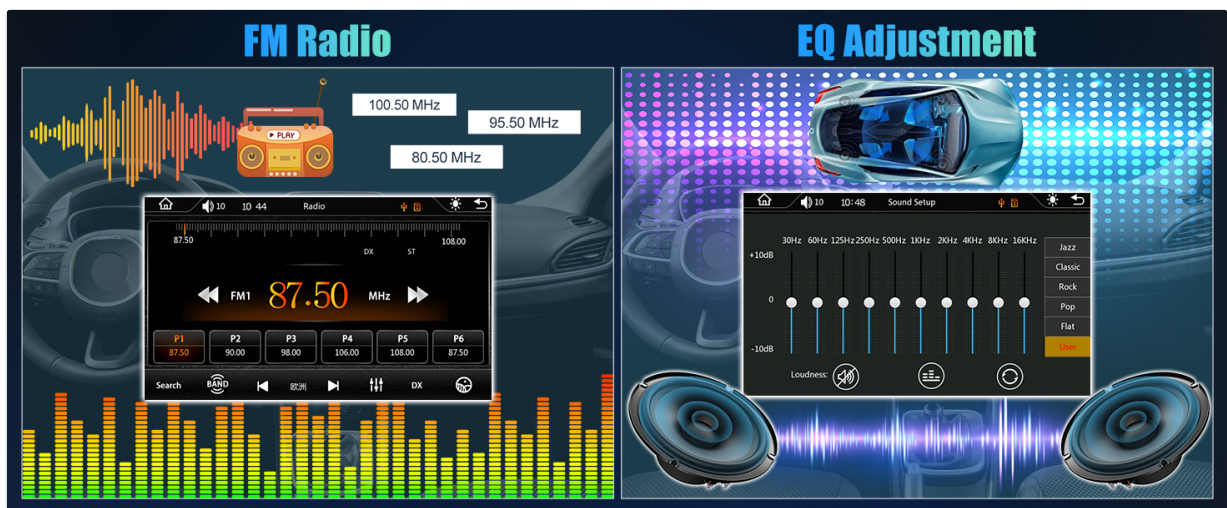 FM Radio
100.50 MHz
95.50 MHz
80.50 MHz
▶ PLAY
10 10 44 Radio
87.50 108.00
DX ST
FM1 87.50 MHz
P1 P2 P3 P4 P5 P6
87.50 90.00 98.00 106.00 108.00 87.50
Search BAND 欧洲 DX
EQ Adjustment
10 10:48 Sound Setup
30Hz 60Hz 125Hz 250Hz 500Hz 1KHz 2KHz 4KHz 8KHz 16KHz
+10dB
0
-10dB
Jazz
Classic
Rock
Pop
Flat
User
Loudness: